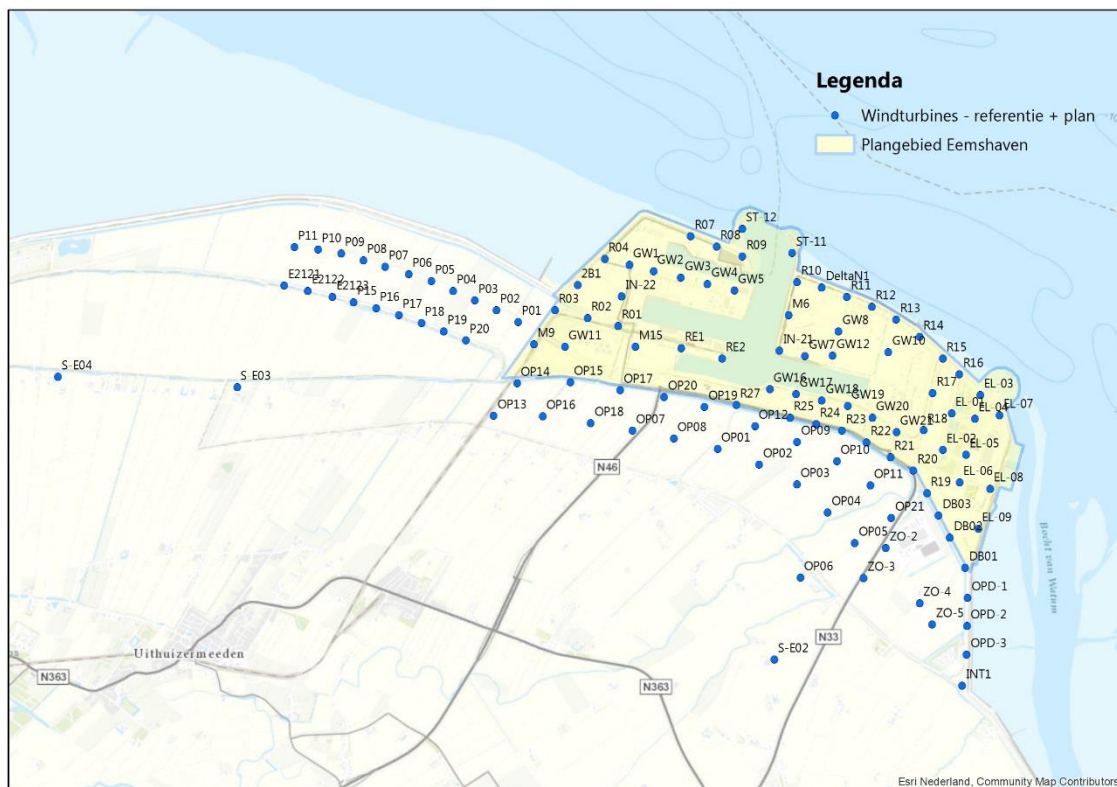 Legenda
Windturbines - referentie + plan
Plangebied Eemshaven
ST-12
R07
R08
R09
ST-11
P11
P10
P09
P08
P07
P06
P05
P04
P03
P02
P01
R04
GW1
GW2
GW3
GW4
GW5
2B1
IN-22
R10
DeltaN1
R11
R12
R13
R14
R15
R16
E2121
E2122
E2123
P15
P16
P17
P18
P19
P20
R03
R02
R01
M6
GW8
GW10
M9
GW11
M15
RE1
RE2
IN-21
GW7
GW12
S-E04
S-E03
OP14
OP15
OP17
OP20
OP19
R27
GW16
GW17
GW18
GW19
GW20
GW21
R17
R18
EL-03
EL-01
EL-04
EL-07
OP13
OP16
OP18
OP07
OP08
OP01
OP12
R25
R24
R23
R22
R21
R20
OP09
OP10
OP02
OP03
OP11
EL-02
EL-05
EL-06
EL-08
EL-09
R19
DB03
DB02
DB01
OP04
OP21
OP05
OP06
ZO-2
ZO-3
ZO-4
ZO-5
OPD-1
OPD-2
OPD-3
INT1
S-E02
N46
N33
N363
N363
Uithuizermeeden
Bocht van Watum
Esri Nederland, Community Map Contributors